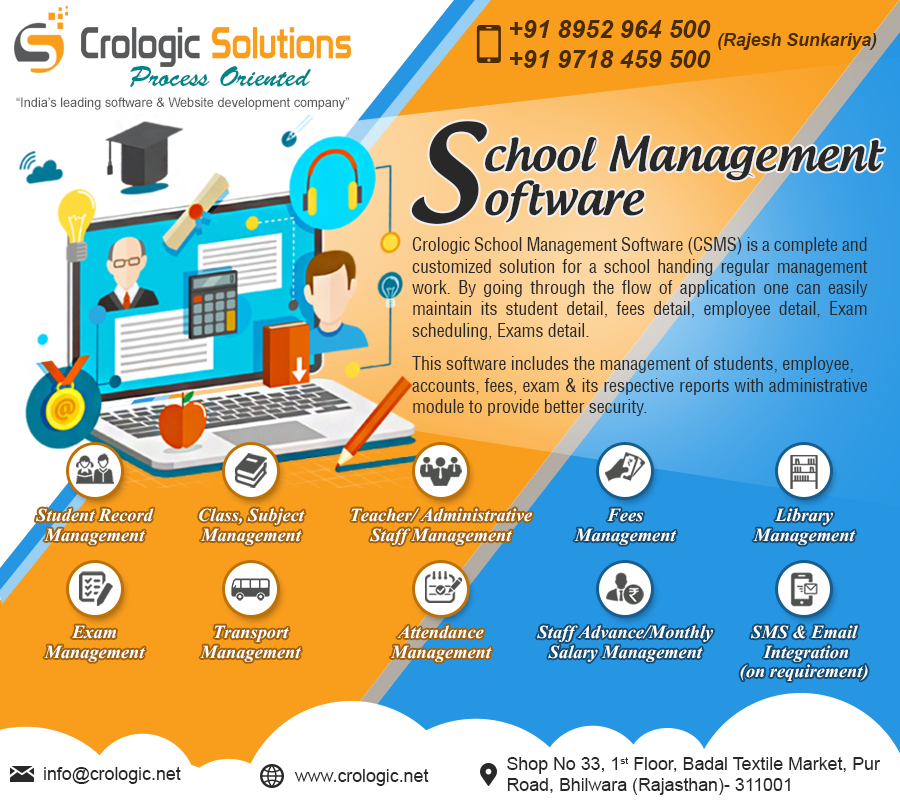 Crologic Solutions
Process Oriented
“India’s leading software & Website development company”
+91 8952 964 500
+91 9718 459 500
(Rajesh Sunkariya)
School Management
Software
Crologic School Management Software (CSMS) is a complete and
customized solution for a school handing regular management
work. By going through the flow of application one can easily
maintain its student detail, fees detail, employee detail, Exam
scheduling, Exams detail.
This software includes the management of students, employee,
accounts, fees, exam & its respective reports with administrative
module to provide better security.
@
Student Record
Management
Class, Subject
Management
Teacher/ Administrative
Staff Management
Fees
Management
Library
Management
Exam
Management
Transport
Management
Attendance
Management
Staff Advance/Monthly
Salary Management
SMS & Email
Integration
(on requirement)
info@crologic.net
www.crologic.net
Shop No 33, 1st Floor, Badal Textile Market, Pur
Road, Bhilwara (Rajasthan)- 311001